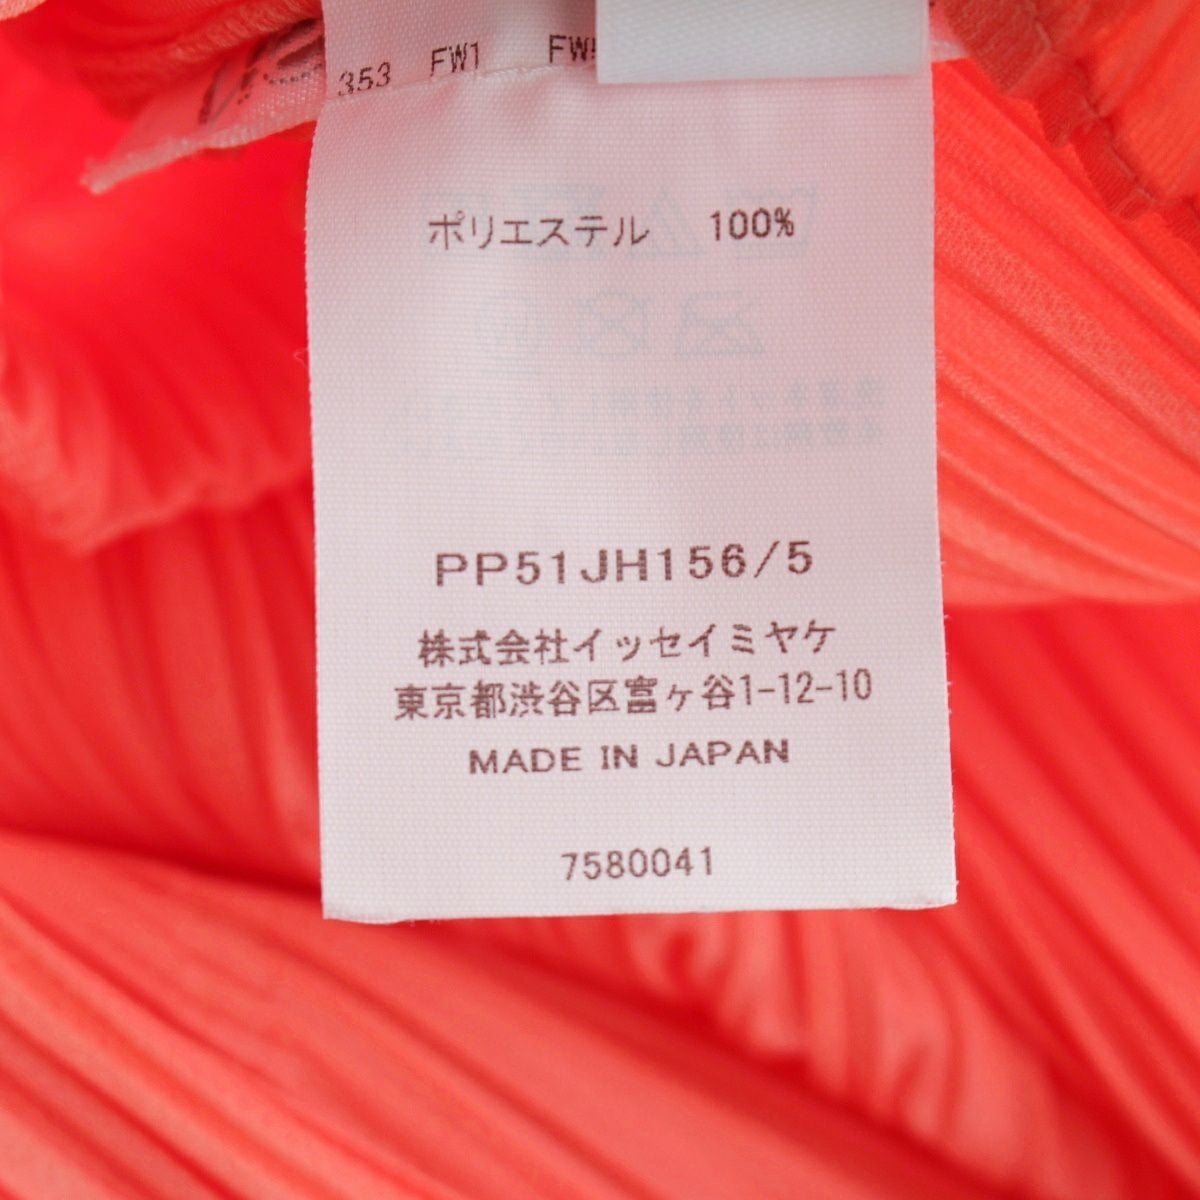 353 FW1
ポリエステル 100%
PP51JH156/5
株式会社イッセイミヤケ
東京都渋谷区富ヶ谷1-12-10
MADE IN JAPAN
7580041